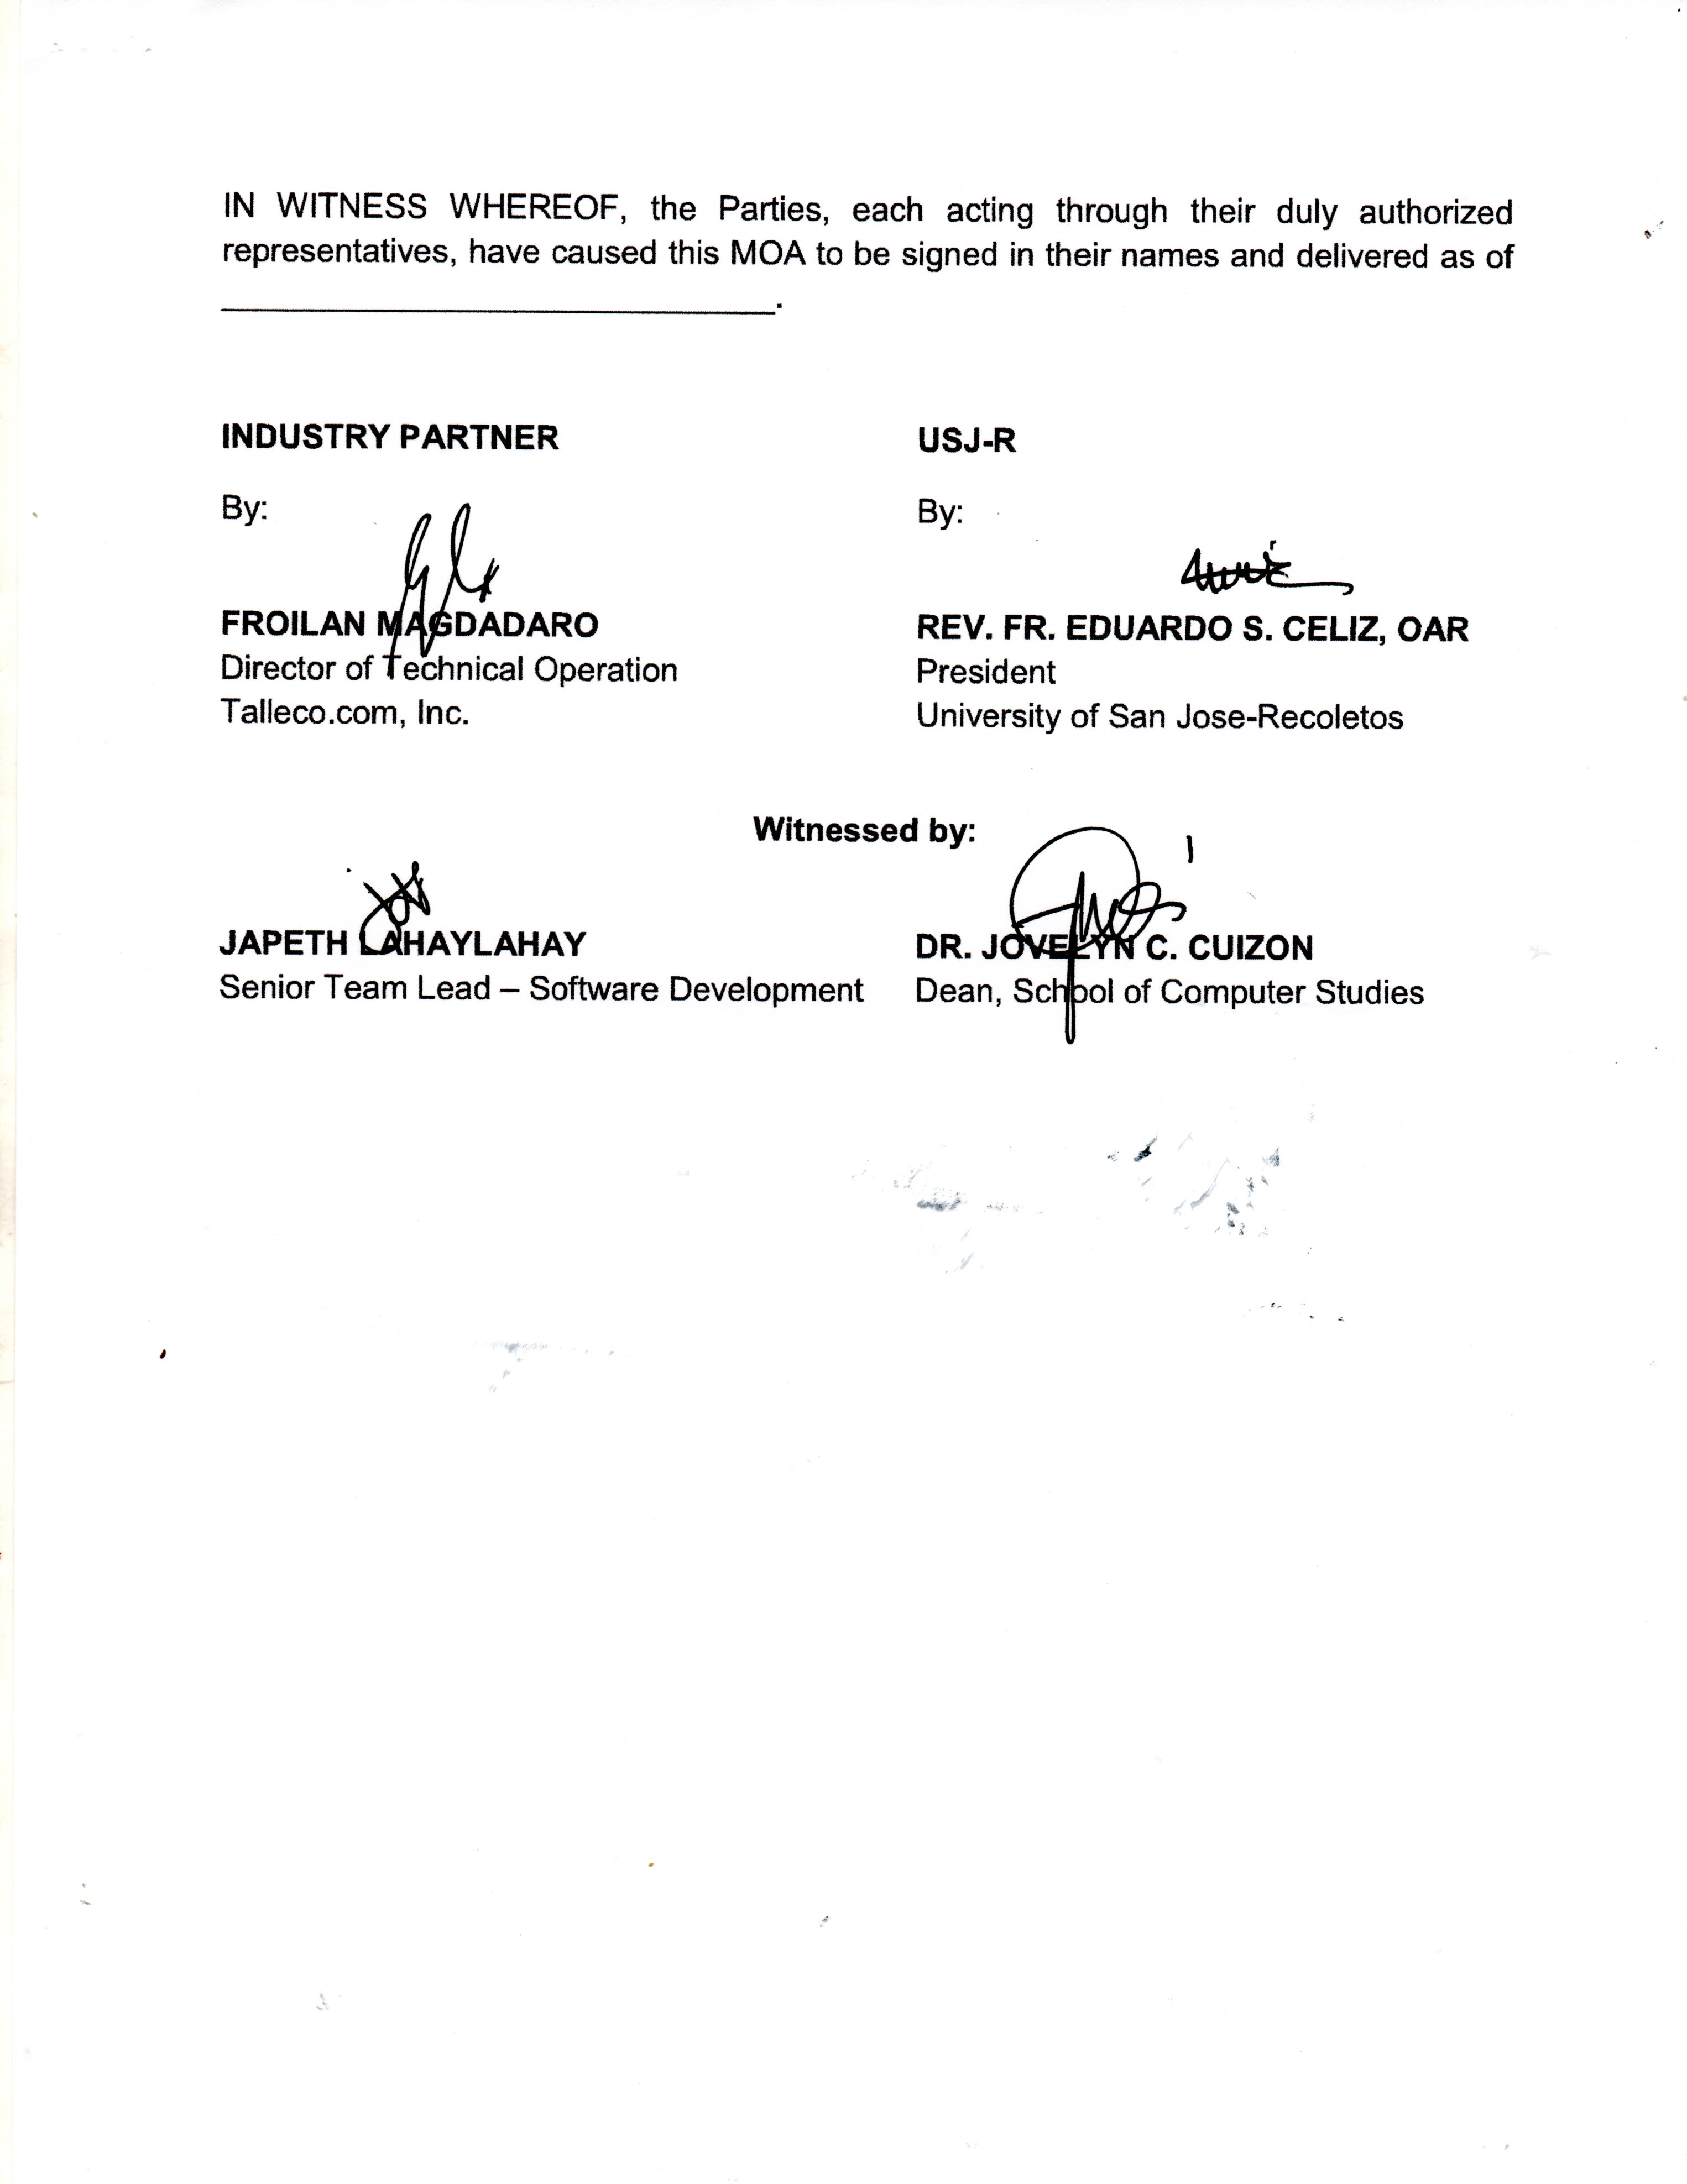 IN WITNESS WHEREOF, the Parties, each acting through their duly authorized
representatives, have caused this MOA to be signed in their names and delivered as of
______________________________.
INDUSTRY PARTNER
By:
FROILAN MAGDADARO
Director of Technical Operation
Talleco.com, Inc.
USJ-R
By:
REV. FR. EDUARDO S. CELIZ, OAR
President
University of San Jose-Recoletos
Witnessed by:
JAPETH LAHAYLAHAY
Senior Team Lead – Software Development
DR. JOVELYN C. CUIZON
Dean, School of Computer Studies